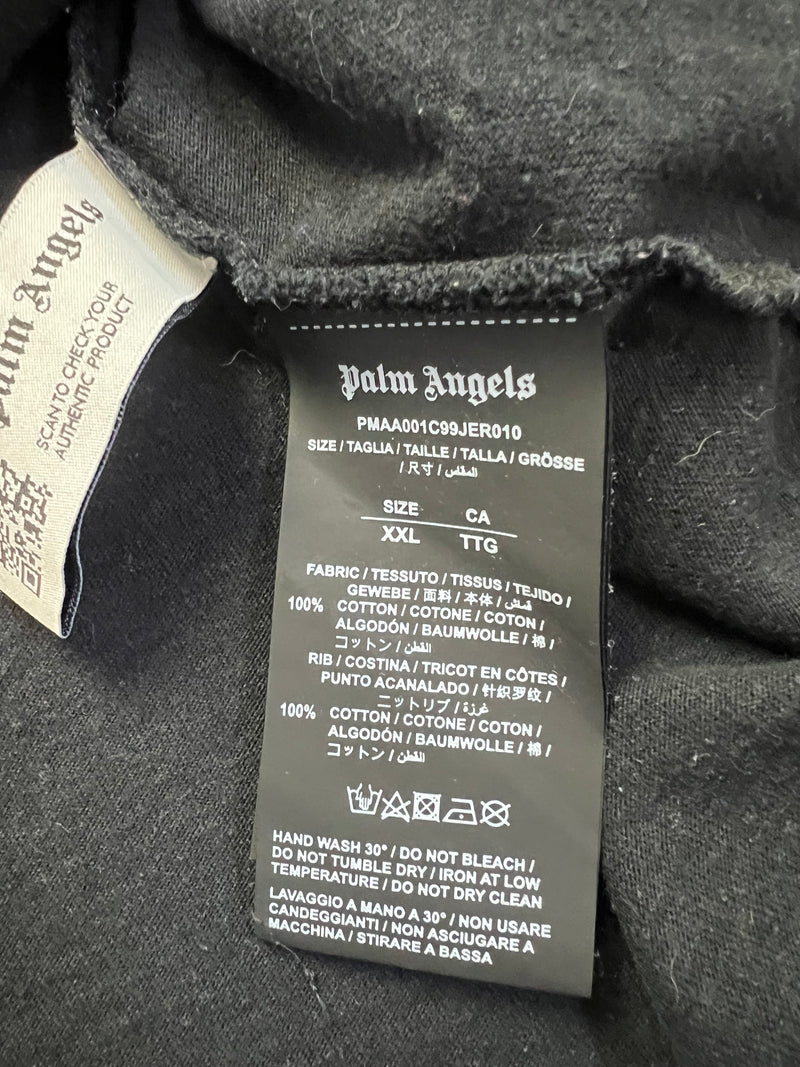 Palm Angels
SCAN TO CHECK YOUR
AUTHENTIC PRODUCT
Palm Angels
PMAA001C99JER010
SIZE / TAGLIA / TAILLE / TALLA / GRÖSSE
/ 尺寸 / المقاس
SIZE CA
XXL TTG
FABRIC / TESSUTO / TISSUS / TEJIDO /
GEWEBE / 面料 / 本体 / قماش
100% COTTON / COTONE / COTON /
ALGODÓN / BAUMWOLLE / 棉 /
コットン / القطن
RIB / COSTINA / TRICOT EN CÔTES /
PUNTO ACANALADO / 针织罗纹 /
ニットリブ / غرزة
100% COTTON / COTONE / COTON /
ALGODÓN / BAUMWOLLE / 棉 /
コットン / القطن
HAND WASH 30° / DO NOT BLEACH /
DO NOT TUMBLE DRY / IRON AT LOW
TEMPERATURE / DO NOT DRY CLEAN
LAVAGGIO A MANO A 30° / NON USARE
CANDEGGIANTI / NON ASCIUGARE A
MACCHINA / STIRARE A BASSA